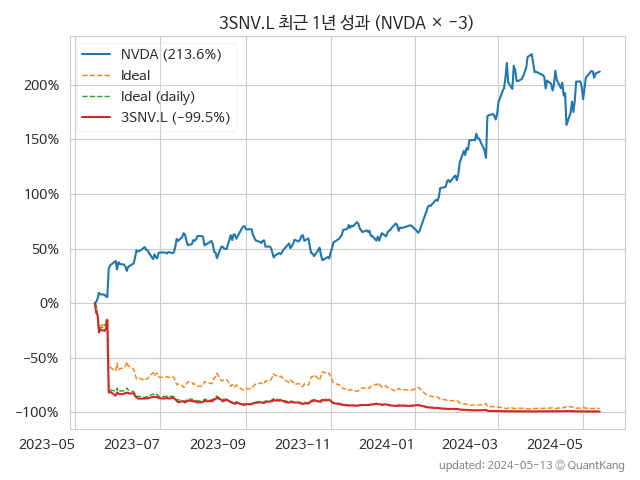 3SNV.L 최근 1년 성과 (NVDA × −3)
NVDA (213.6%)
Ideal
Ideal (daily)
3SNV.L (−99.5%)
200%
150%
100%
50%
0%
−50%
−100%
2023-05 2023-07 2023-09 2023-11 2024-01 2024-03 2024-05
updated: 2024-05-13 © QuantKang